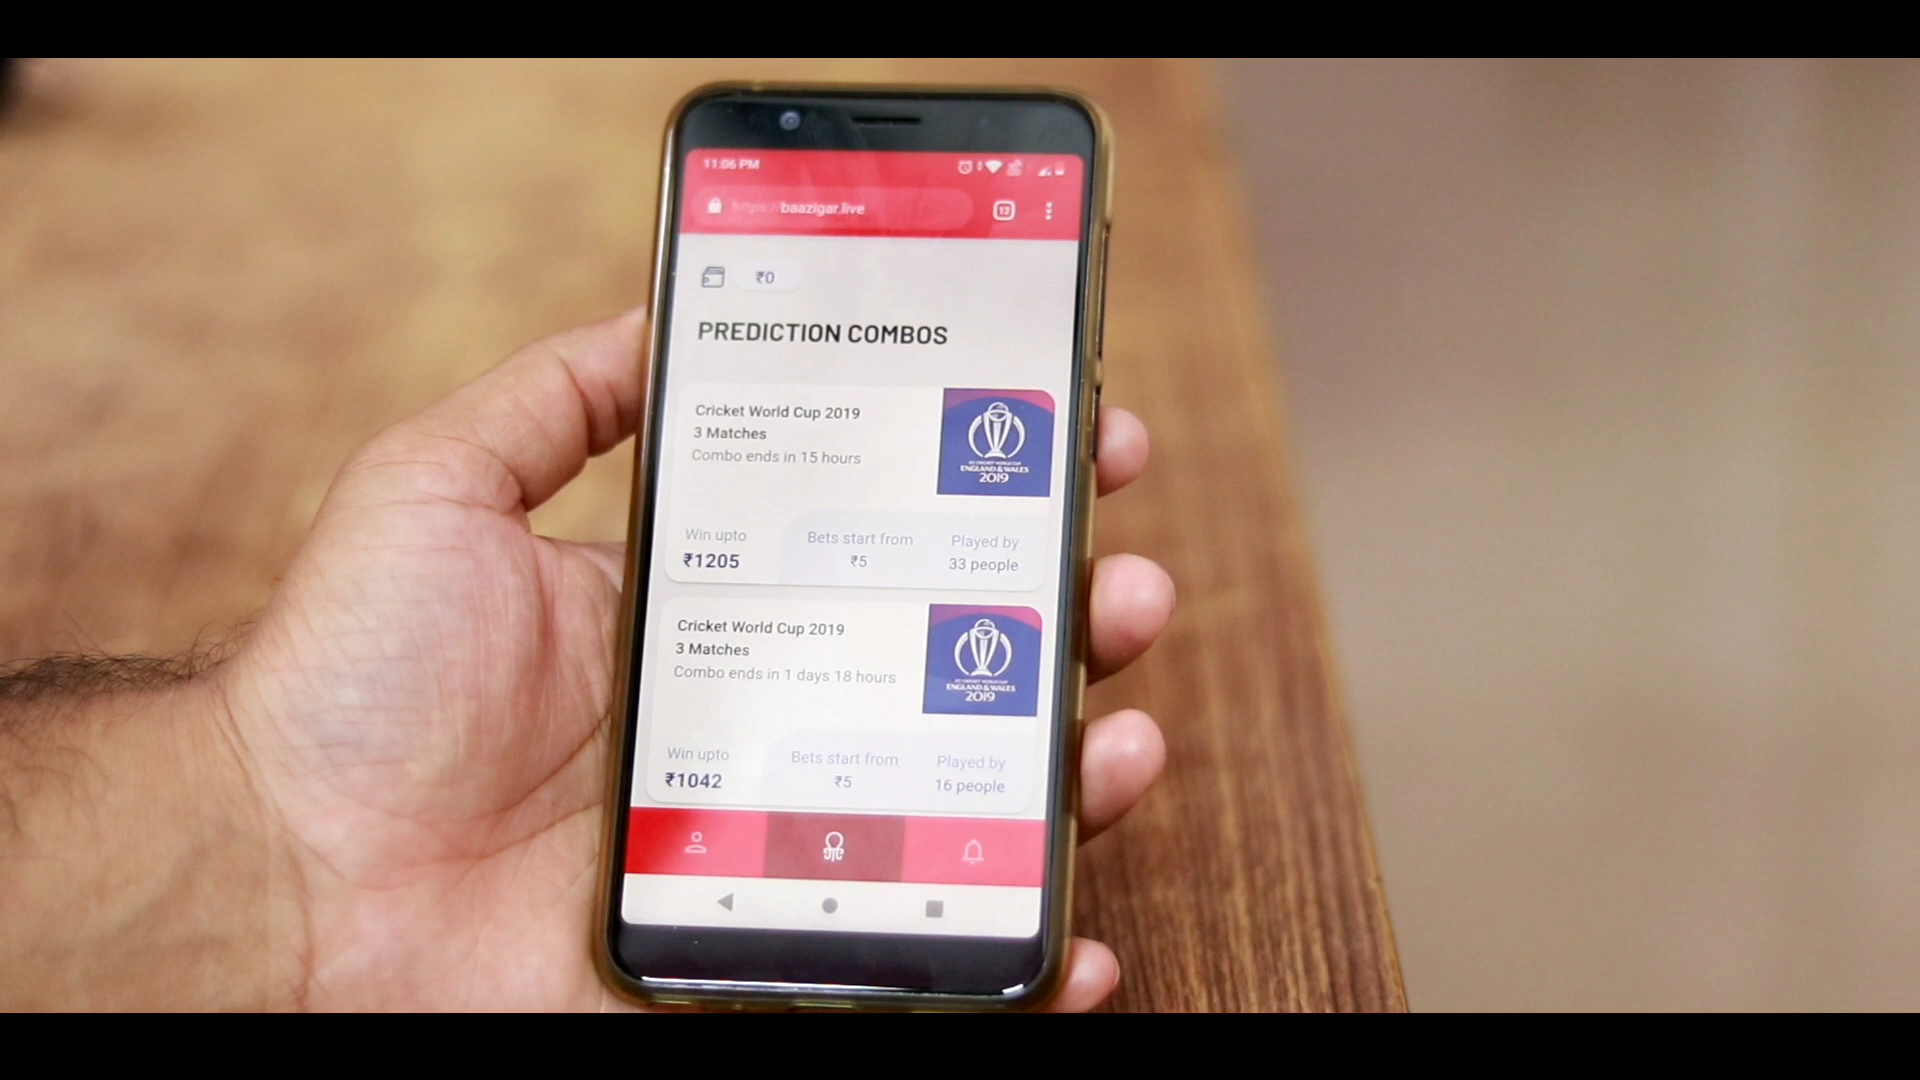 11:06 PM
https://baazigar.live
12
₹0
PREDICTION COMBOS
Cricket World Cup 2019
3 Matches
Combo ends in 15 hours
ICC CRICKET WORLD CUP
ENGLAND & WALES
2019
Win upto
₹1205
Bets start from
₹5
Played by
33 people
Cricket World Cup 2019
3 Matches
Combo ends in 1 days 18 hours
ICC CRICKET WORLD CUP
ENGLAND & WALES
2019
Win upto
₹1042
Bets start from
₹5
Played by
16 people